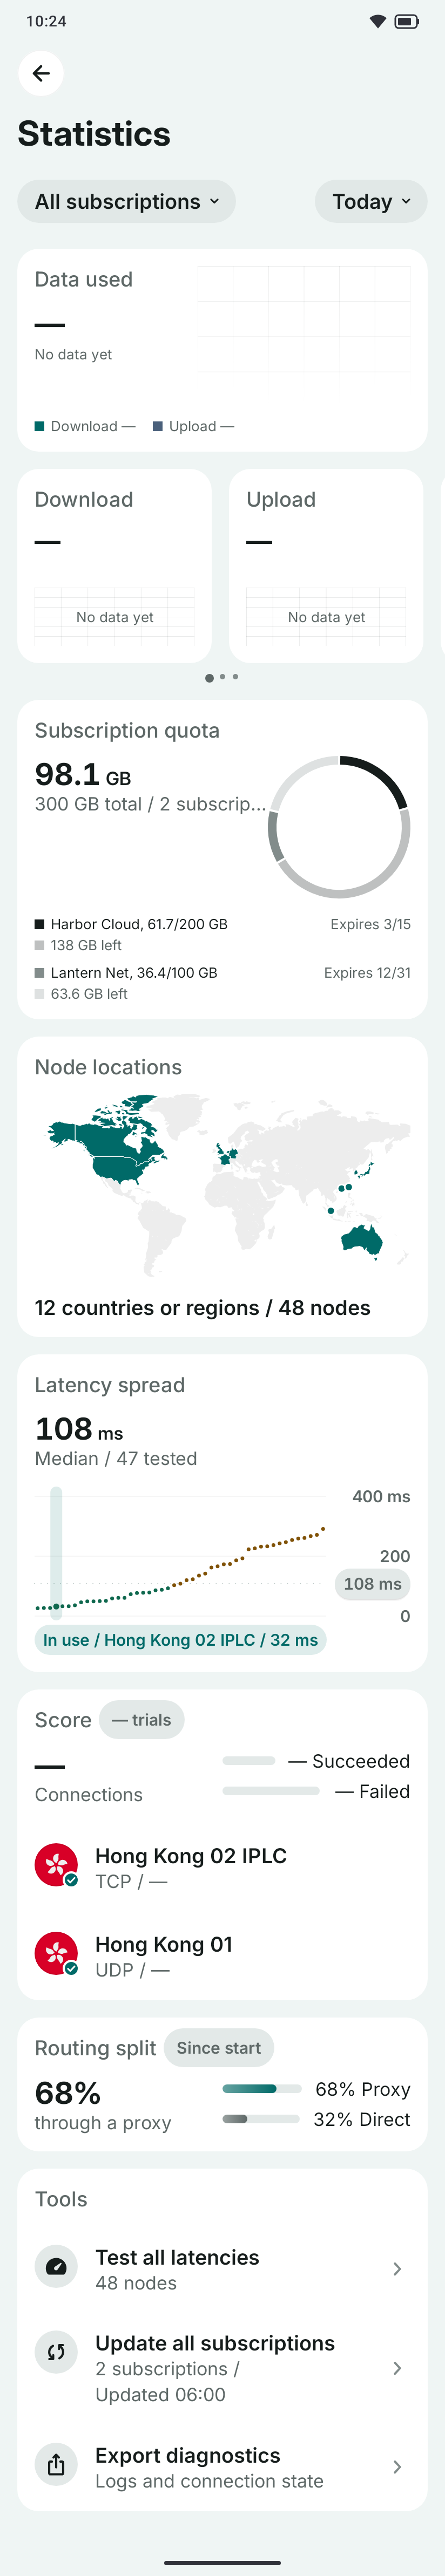 10:24
Statistics
All subscriptions
Today
Data used
—
No data yet
Download —
Upload —
Download
—
No data yet
Upload
—
No data yet
Subscription quota
98.1 GB
300 GB total / 2 subscrip...
Harbor Cloud, 61.7/200 GB
Expires 3/15
138 GB left
Lantern Net, 36.4/100 GB
Expires 12/31
63.6 GB left
Node locations
12 countries or regions / 48 nodes
Latency spread
108 ms
Median / 47 tested
400 ms
200
108 ms
0
In use / Hong Kong 02 IPLC / 32 ms
Score
— trials
—
Connections
— Succeeded
— Failed
Hong Kong 02 IPLC
TCP / —
Hong Kong 01
UDP / —
Routing split
Since start
68%
through a proxy
68% Proxy
32% Direct
Tools
Test all latencies
48 nodes
Update all subscriptions
2 subscriptions /
Updated 06:00
Export diagnostics
Logs and connection state